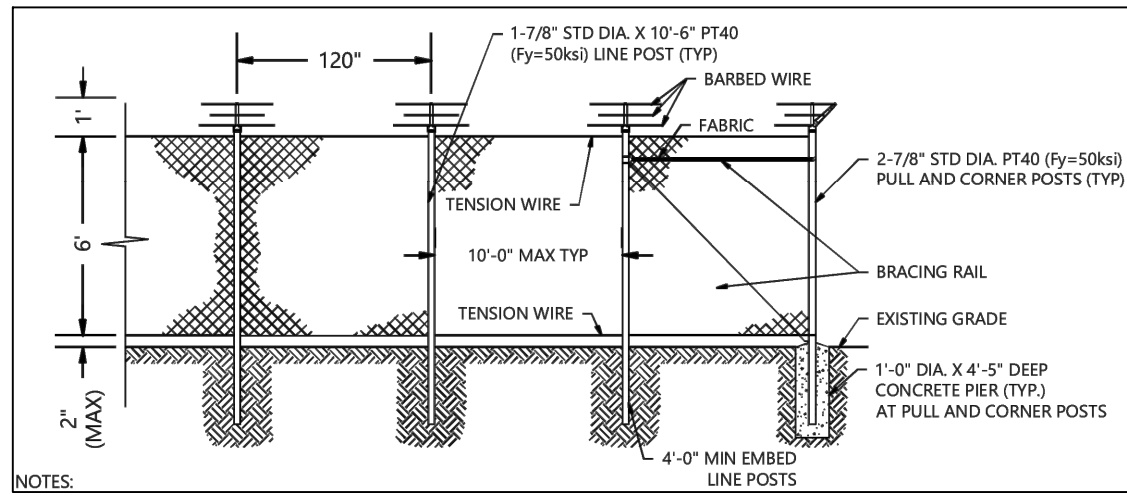 1-7/8" STD DIA. X 10'-6" PT40
(Fy=50ksi) LINE POST (TYP)
120"
BARBED WIRE
1'
FABRIC
2-7/8" STD DIA. PT40 (Fy=50ksi)
PULL AND CORNER POSTS (TYP)
TENSION WIRE
6'
10'-0" MAX TYP
BRACING RAIL
TENSION WIRE
EXISTING GRADE
1'-0" DIA. X 4'-5" DEEP
CONCRETE PIER (TYP.)
AT PULL AND CORNER POSTS
2"
(MAX)
4'-0" MIN EMBED
LINE POSTS
NOTES: